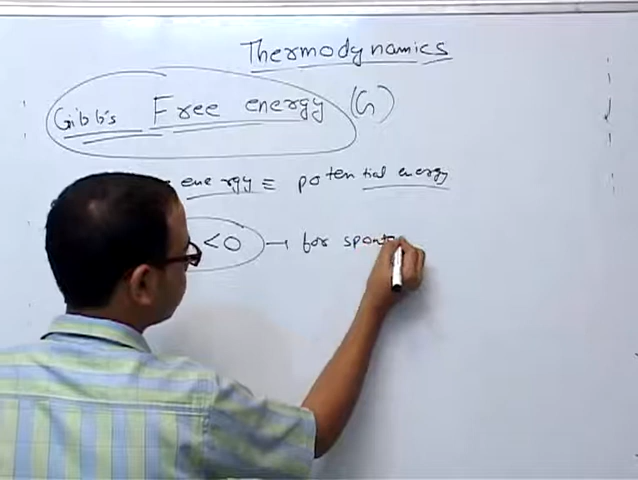 Thermodynamics
Gibb's Free energy (G)
energy ≡ potential energy
<0 → for spont